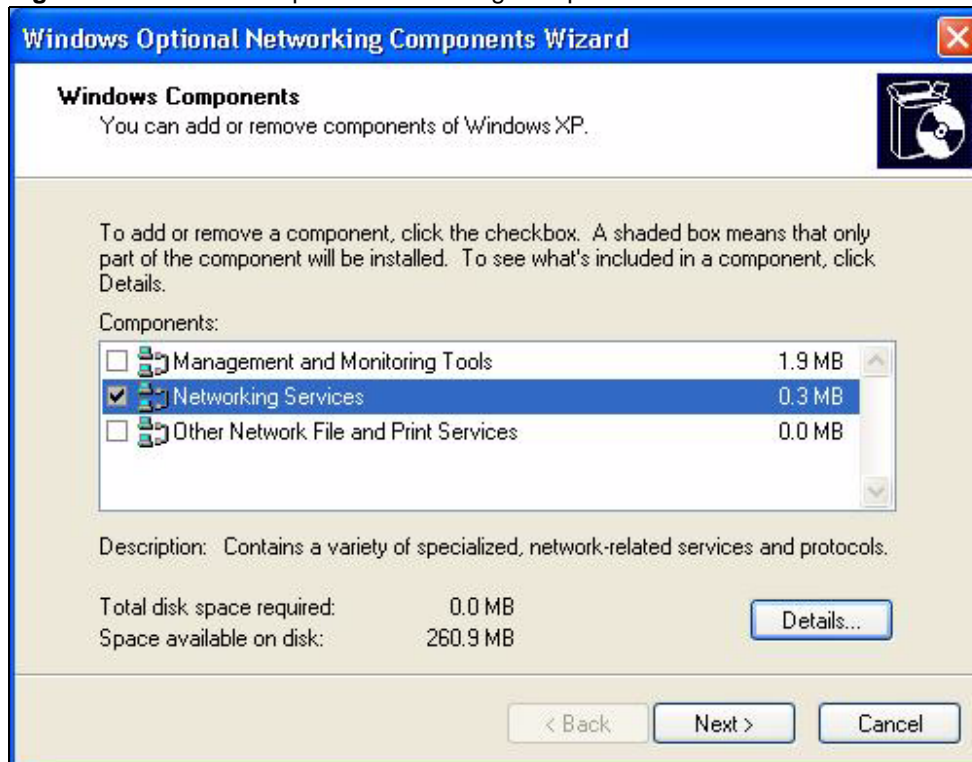 Windows Optional Networking Components Wizard
Windows Components
You can add or remove components of Windows XP.
To add or remove a component, click the checkbox. A shaded box means that only
part of the component will be installed. To see what's included in a component, click
Details.
Components:
Management and Monitoring Tools 1.9 MB
Networking Services 0.3 MB
Other Network File and Print Services 0.0 MB
Description: Contains a variety of specialized, network-related services and protocols.
Total disk space required: 0.0 MB
Space available on disk: 260.9 MB
Details...
< Back Next > Cancel